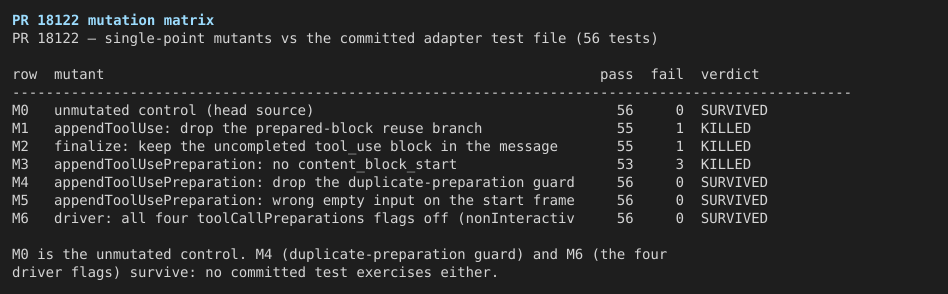 PR 18122 mutation matrix
PR 18122 — single-point mutants vs the committed adapter test file (56 tests)
row mutant pass fail verdict
---------------------------------------------------------------------------------------------------
M0 unmutated control (head source) 56 0 SURVIVED
M1 appendToolUse: drop the prepared-block reuse branch 55 1 KILLED
M2 finalize: keep the uncompleted tool_use block in the message 55 1 KILLED
M3 appendToolUsePreparation: no content_block_start 53 3 KILLED
M4 appendToolUsePreparation: drop the duplicate-preparation guard 56 0 SURVIVED
M5 appendToolUsePreparation: wrong empty input on the start frame 56 0 SURVIVED
M6 driver: all four toolCallPreparations flags off (nonInteractiv 56 0 SURVIVED
M0 is the unmutated control. M4 (duplicate-preparation guard) and M6 (the four
driver flags) survive: no committed test exercises either.